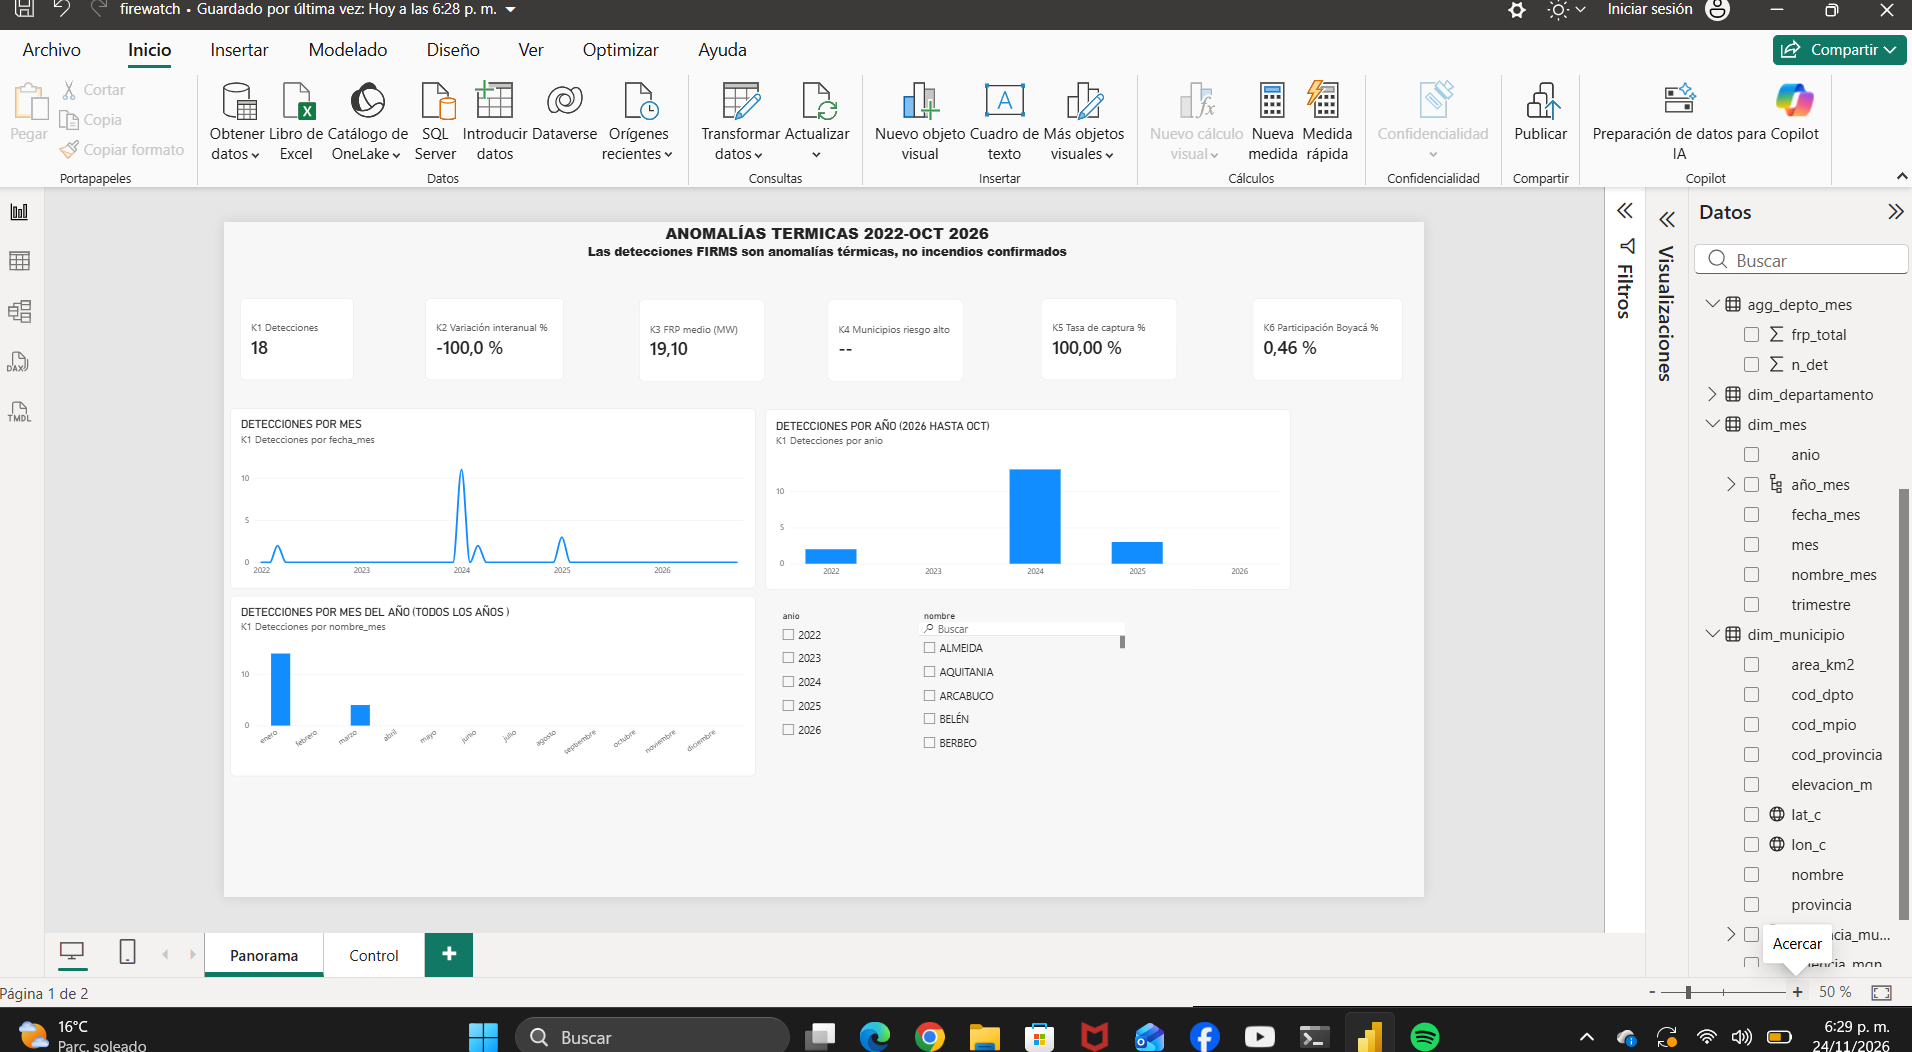 firewatch • Guardado por última vez: Hoy a las 6:28 p. m.
Iniciar sesión
Archivo
Inicio
Insertar
Modelado
Diseño
Ver
Optimizar
Ayuda
Compartir
Pegar
Cortar
Copia
Copiar formato
Portapapeles
Obtener datos
Libro de Excel
Catálogo de OneLake
SQL Server
Introducir datos
Dataverse
Orígenes recientes
Datos
Transformar datos
Actualizar
Consultas
Nuevo objeto visual
Cuadro de texto
Más objetos visuales
Insertar
Nuevo cálculo visual
Nueva medida
Medida rápida
Cálculos
Confidencialidad
Confidencialidad
Publicar
Compartir
Preparación de datos para IA
Copilot
Copilot
DAX
TMDL
ANOMALÍAS TERMICAS 2022-OCT 2026
Las detecciones FIRMS son anomalías térmicas, no incendios confirmados
K1 Detecciones
18
K2 Variación interanual %
-100,0 %
K3 FRP medio (MW)
19,10
K4 Municipios riesgo alto
--
K5 Tasa de captura %
100,00 %
K6 Participación Boyacá %
0,46 %
DETECCIONES POR MES
K1 Detecciones por fecha_mes
10
5
0
2022 2023 2024 2025 2026
DETECCIONES POR AÑO (2026 HASTA OCT)
K1 Detecciones por anio
10
5
0
2022 2023 2024 2025 2026
DETECCIONES POR MES DEL AÑO (TODOS LOS AÑOS )
K1 Detecciones por nombre_mes
10
0
enero febrero marzo abril mayo junio julio agosto septiembre octubre noviembre diciembre
anio
2022
2023
2024
2025
2026
nombre
Buscar
ALMEIDA
AQUITANIA
ARCABUCO
BELÉN
BERBEO
Filtros
Visualizaciones
Datos
Buscar
agg_depto_mes
frp_total
n_det
dim_departamento
dim_mes
anio
año_mes
fecha_mes
mes
nombre_mes
trimestre
dim_municipio
area_km2
cod_dpto
cod_mpio
cod_provincia
elevacion_m
lat_c
lon_c
nombre
provincia
cia_mu...
Acercar
Panorama
Control
+
Página 1 de 2
- + 50 %
16°C
Parc. soleado
Buscar
6:29 p. m.
24/11/2026